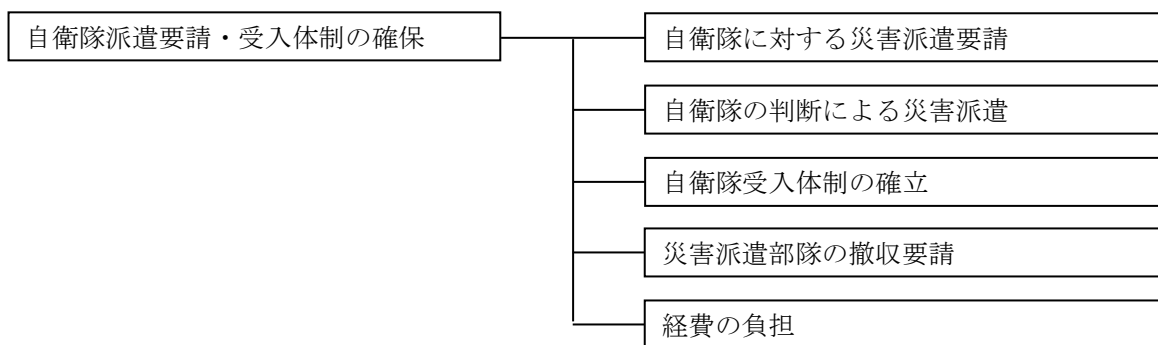 自衛隊派遣要請・受入体制の確保
自衛隊に対する災害派遣要請
自衛隊の判断による災害派遣
自衛隊受入体制の確立
災害派遣部隊の撤収要請
経費の負担